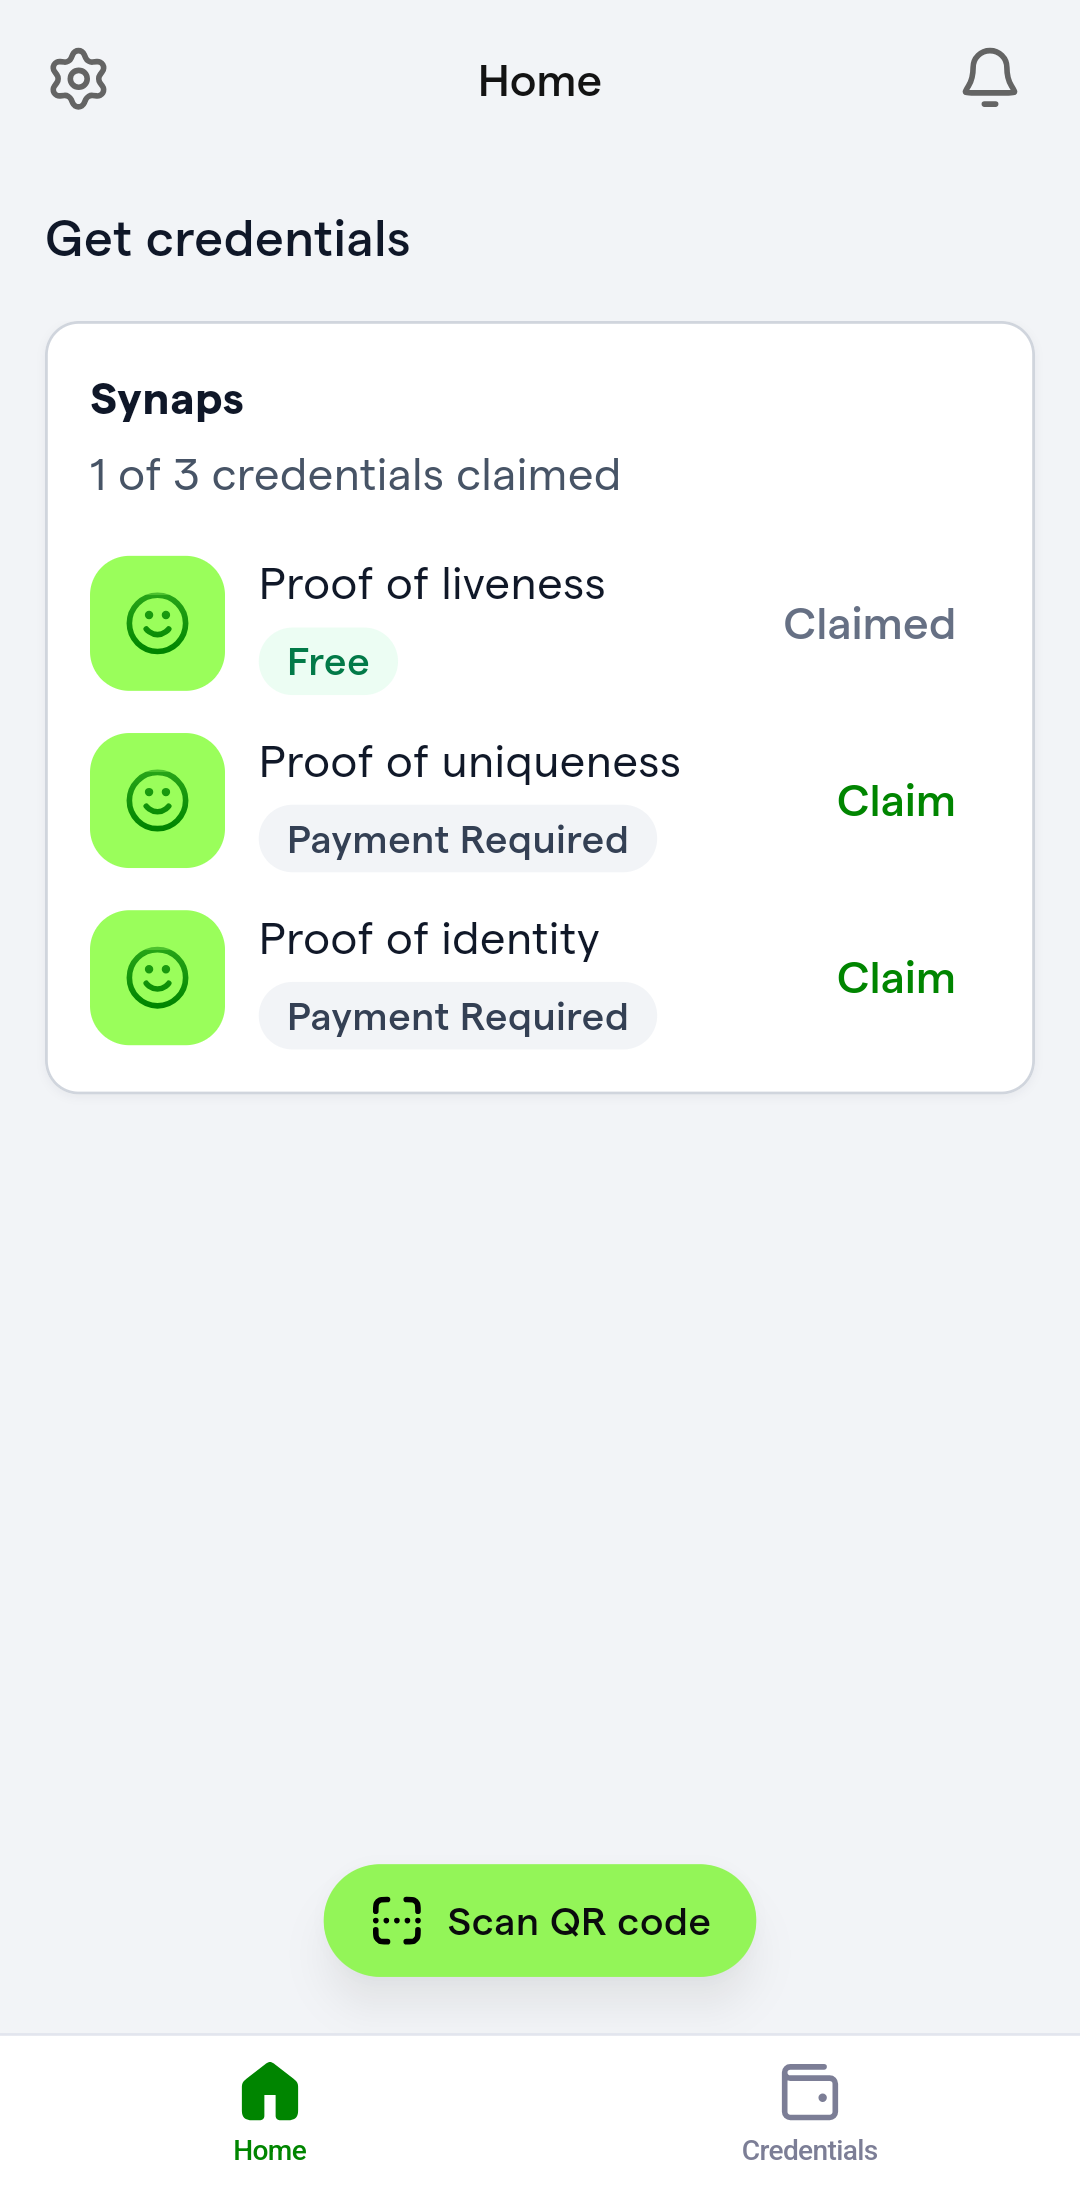 Home
Get credentials
Synaps
1 of 3 credentials claimed
Proof of liveness
Free
Claimed
Proof of uniqueness
Payment Required
Claim
Proof of identity
Payment Required
Claim
Scan QR code
Home
Credentials